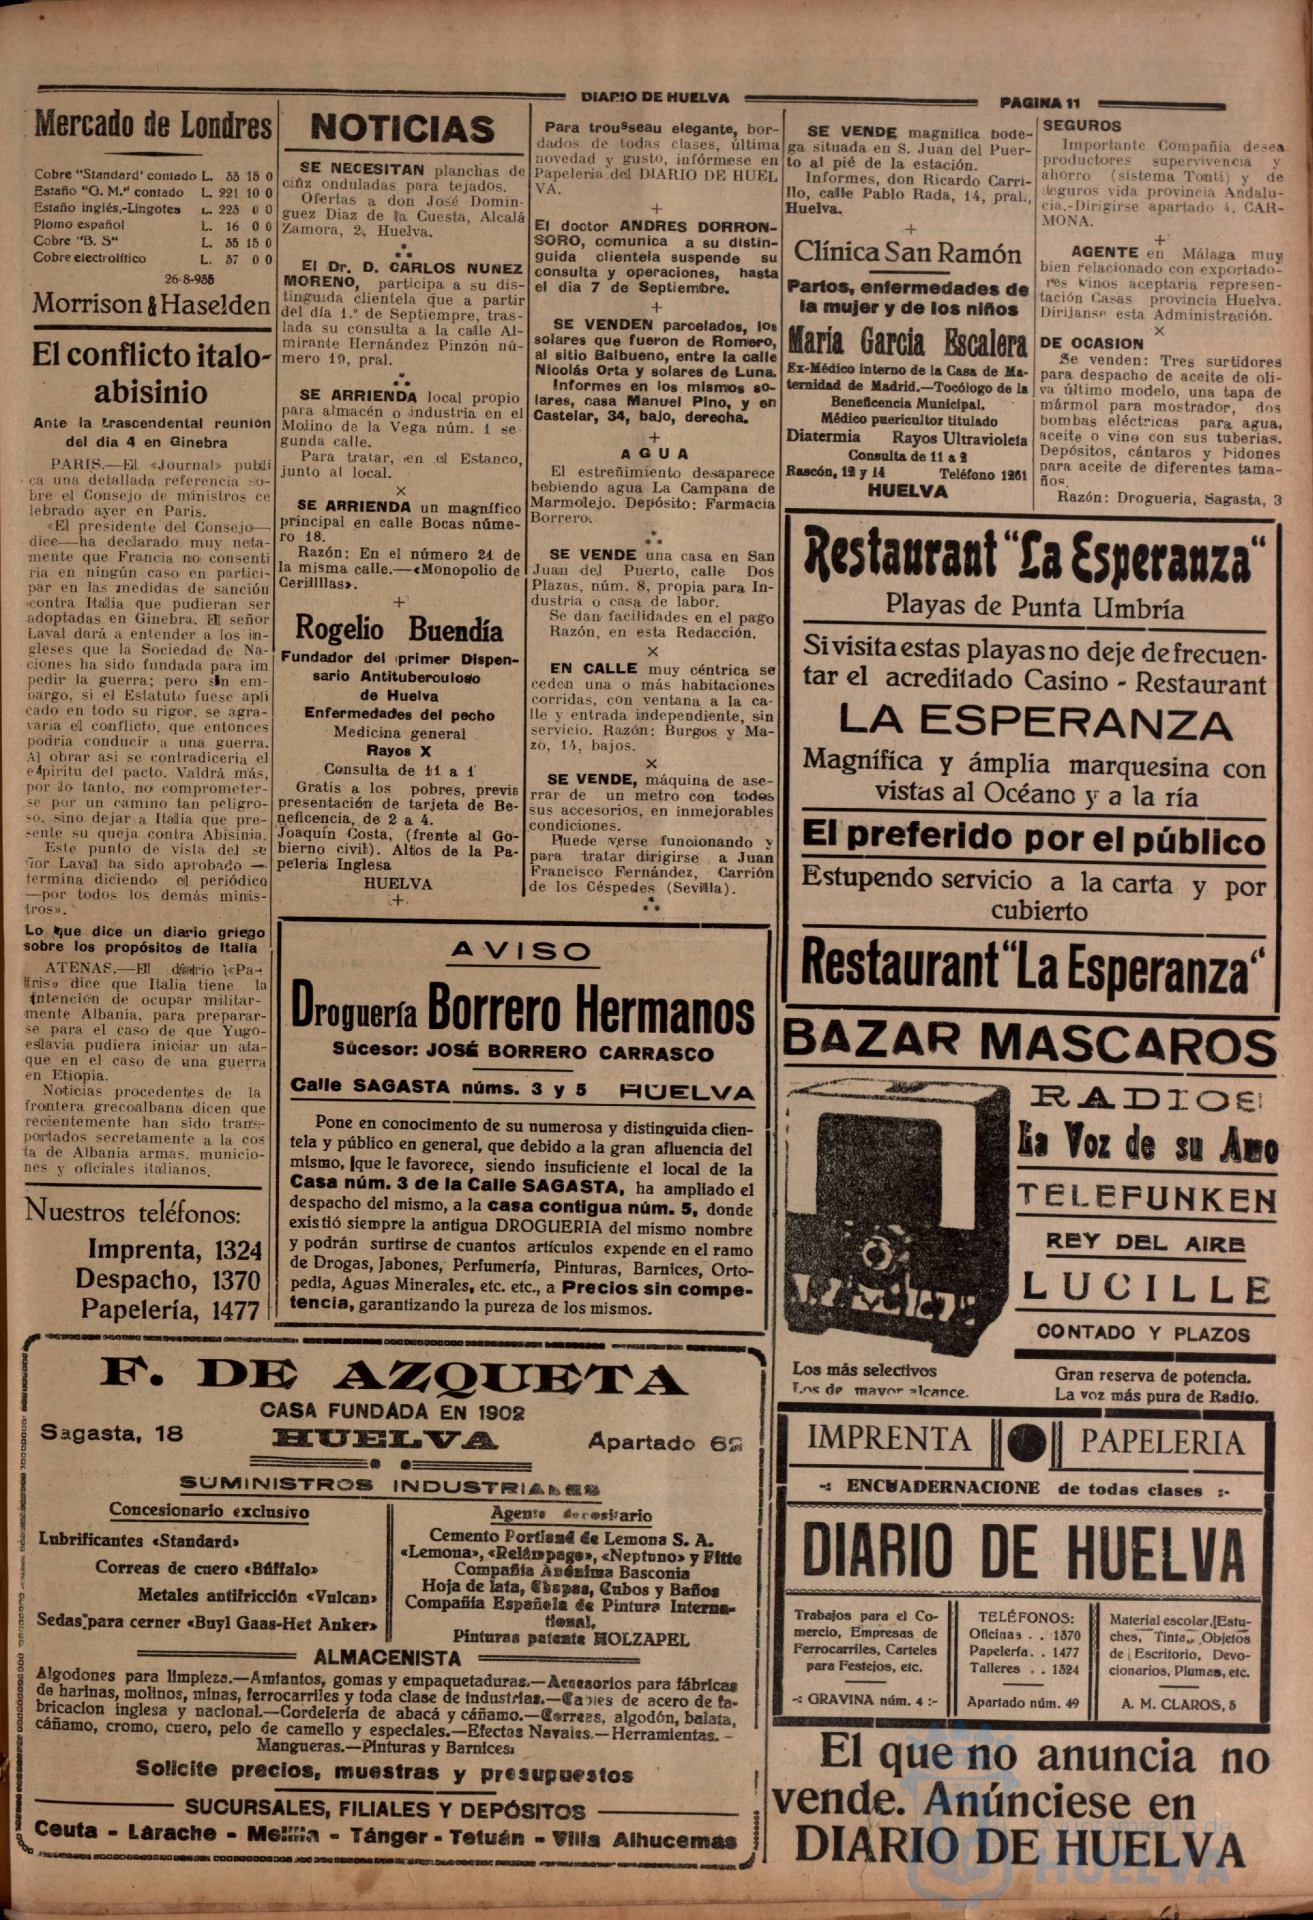 DIARIO DE HUELVA
PAGINA 11
Mercado de Londres
Cobre "Standard" contado L. 35 15 0
Estaño "G. M." contado L. 221 10 0
Estaño inglés,-Lingotes L. 223 0 0
Plomo español L. 16 0 0
Cobre "B. S" L. 35 15 0
Cobre electrolítico L. 37 0 0
26-8-935
Morrison & Haselden
El conflicto italo-
abisinio
Ante la trascendental reunión
del día 4 en Ginebra
PARIS.—El «Journal» publi
ca una detallada referencia so-
bre el Consejo de ministros ce
lebrado ayer en París.
«El presidente del Consejo—
dice—ha declarado muy neta-
mente que Francia no consenti
ría en ningún caso en partici-
par en las medidas de sanción
contra Italia que pudieran ser
adoptadas en Ginebra. El señor
Laval dará a entender a los in-
gleses que la Sociedad de Na-
ciones ha sido fundada para im
pedir la guerra; pero sin em-
bargo, si el Estatuto fuese apli
cado en todo su rigor, se agra-
varía el conflicto, que entonces
podría conducir a una guerra.
Al obrar así se contradiceria el
espíritu del pacto. Valdrá más,
por lo tanto, no comprometer-
se por un camino tan peligro-
so, sino dejar a Italia que pre-
sente su queja contra Abisinia.
Este punto de vista del se
ñor Laval ha sido aprobado —
termina diciendo el periódico
—por todos los demás minis-
tros».
Lo que dice un diario griego
sobre los propósitos de Italia
ATENAS.—El diario «Pa-
tris» dice que Italia tiene la
intención de ocupar militar-
mente Albania, para preparar-
se para el caso de que Yugo-
eslavia pudiera iniciar un ata-
que en el caso de una guerra
en Etiopia.
Noticias procedentes de la
frontera grecoalbana dicen que
recientemente han sido trans-
portados secretamente a la cos
ta de Albania armas, municio-
nes y oficiales italianos.
Nuestros teléfonos:
Imprenta, 1324
Despacho, 1370
Papelería, 1477
NOTICIAS
SE NECESITAN planchas de
cinz onduladas para tejados.
Ofertas a don José Domin-
guez Diaz de la Cuesta, Alcalá
Zamora, 2, Huelva.
El Dr. D. CARLOS NUÑEZ
MORENO, participa a su dis-
tinguida clientela que a partir
del día 1.º de Septiembre, tras-
lada su consulta a la calle Al-
mirante Hernández Pinzón nú-
mero 19, pral.
SE ARRIENDA local propio
para almacén o industria en el
Molino de la Vega núm. 1 se
gunda calle.
Para tratar, en el Estanco,
junto al local.
×
SE ARRIENDA un magnífico
principal en calle Bocas núme-
ro 18.
Razón: En el número 21 de
la misma calle.—«Monopolio de
Cerilllas».
+
Rogelio Buendía
Fundador del primer Dispen-
sario Antituberculoso
de Huelva
Enfermedades del pecho
Medicina general
Rayos X
Consulta de 11 a 1
Gratis a los pobres, previa
presentación de tarjeta de Be-
neficencia, de 2 a 4.
Joaquín Costa, (frente al Go-
bierno civil). Altos de la Pa-
pelería Inglesa
HUELVA
+
Para trousseau elegante, bor-
dados de todas clases, última
novedad y gusto, infórmese en
Papelería del DIARIO DE HUEL
VA.
+
El doctor ANDRES DORRON-
SORO, comunica a su distin-
guida clientela suspende su
consulta y operaciones, hasta
el dia 7 de Septiembre.
+
SE VENDEN parcelados, los
solares que fueron de Romero,
al sitio Balbueno, entre la calle
Nicolás Orta y solares de Luna.
Informes en los mismos so-
lares, casa Manuel Pino, y en
Castelar, 34, bajo, derecha.
+
AGUA
El estreñimiento desaparece
bebiendo agua La Campana de
Marmolejo. Depósito: Farmacia
Borrero.
SE VENDE una casa en San
Juan del Puerto, calle Dos
Plazas, núm. 8, propia para In-
dustria o casa de labor.
Se dan facilidades en el pago
Razón, en esta Redacción.
×
EN CALLE muy céntrica se
ceden una o más habitaciones
corridas, con ventana a la ca-
lle y entrada independiente, sin
servicio. Razón: Burgos y Ma-
zo, 14, bajos.
×
SE VENDE, máquina de ase-
rrar de un metro con todos
sus accesorios, en inmejorables
condiciones.
Puede verse funcionando y
para tratar dirigirse a Juan
Francisco Fernández, Carrión
de los Céspedes (Sevilla).
SE VENDE magnífica bode-
ga situada en S. Juan del Puer-
to al pié de la estación.
Informes, don Ricardo Carri-
llo, calle Pablo Rada, 14, pral.,
Huelva.
+
Clínica San Ramón
Partos, enfermedades de
la mujer y de los niños
María Garcia Escalera
Ex-Médico interno de la Casa de Ma-
ternidad de Madrid.—Tocólogo de la
Beneficencia Municipal.
Médico puericultor titulado
Diatermia Rayos Ultravioleta
Consulta de 11 a 2
Rascón, 12 y 14 Teléfono 1261
HUELVA
SEGUROS
Importante Compañía desea
productores supervivencia y
ahorro (sistema Tonti) y de
seguros vida provincia Andalu-
cia.-Dirigirse apartado 4, CAR-
MONA.
+
AGENTE en Málaga muy
bien relacionado con exportado-
res vinos aceptaria represen-
tación Casas provincia Huelva.
Dirijanse esta Administración.
×
DE OCASION
Se venden: Tres surtidores
para despacho de aceite de oli-
va último modelo, una tapa de
mármol para mostrador, dos
bombas eléctricas para agua,
aceite o vino con sus tuberias.
Depósitos, cántaros y bidones
para aceite de diferentes tama-
ños.
Razón: Drogueria, Sagasta, 3
Restaurant "La Esperanza"
Playas de Punta Umbría
Si visita estas playas no deje de frecuen-
tar el acreditado Casino - Restaurant
LA ESPERANZA
Magnífica y ámplia marquesina con
vistas al Océano y a la ría
El preferido por el público
Estupendo servicio a la carta y por
cubierto
Restaurant "La Esperanza"
AVISO
Droguería Borrero Hermanos
Sucesor: JOSÉ BORRERO CARRASCO
Calle SAGASTA núms. 3 y 5 HUELVA
Pone en conocimento de su numerosa y distinguida clien-
tela y público en general, que debido a la gran afluencia del
mismo, que le favorece, siendo insuficiente el local de la
Casa núm. 3 de la Calle SAGASTA, ha ampliado el
despacho del mismo, a la casa contigua núm. 5, donde
existió siempre la antigua DROGUERIA del mismo nombre
y podrán surtirse de cuantos artículos expende en el ramo
de Drogas, Jabones, Perfumería, Pinturas, Barnices, Orto-
pedia, Aguas Minerales, etc. etc., a Precios sin compe-
tencia, garantizando la pureza de los mismos.
BAZAR MASCAROS
RADIOS
La Voz de su Amo
TELEFUNKEN
REY DEL AIRE
LUCILLE
CONTADO Y PLAZOS
Los más selectivos
Los de mayor alcance.
Gran reserva de potencia.
La voz más pura de Radio.
F. DE AZQUETA
CASA FUNDADA EN 1902
Sagasta, 18 HUELVA Apartado 62
SUMINISTROS INDUSTRIALES
Concesionario exclusivo
Lubrificantes «Standard»
Correas de cuero «Búffalo»
Metales antifricción «Vulcan»
Sedas para cerner «Buyl Gaas-Het Anker»
Agente depositario
Cemento Portland de Lemona S. A.
«Lemona», «Relámpago», «Neptuno» y Fitte
Compañía Anónima Basconia
Hoja de lata, Chapas, Cubos y Baños
Compañía Española de Pintura Interna-
tional,
Pinturas patente HOLZAPEL
ALMACENISTA
Algodones para limpieza.—Amiantos, gomas y empaquetaduras.—Accesorios para fábricas
de harinas, molinos, minas, ferrocarriles y toda clase de industrias.—Cables de acero de fa-
bricacion inglesa y nacional.—Cordelería de abacá y cáñamo.—Correas, algodón, balata,
cáñamo, cromo, cuero, pelo de camello y especiales.—Efectos Navales.—Herramientas.—
Mangueras.—Pinturas y Barnices.
Solicite precios, muestras y presupuestos
SUCURSALES, FILIALES Y DEPÓSITOS
Ceuta - Larache - Melilla - Tánger - Tetuán - Villa Alhucemas
IMPRENTA PAPELERIA
-: ENCUADERNACIONE de todas clases :-
DIARIO DE HUELVA
Trabajos para el Co-
mercio, Empresas de
Ferrocarriles, Carteles
para Festejos, etc.
-: GRAVINA núm. 4 :-
TELÉFONOS:
Oficinas . . 1370
Papelería. . 1477
Talleres . . 1324
Apartado núm. 49
Material escolar, Estu-
ches, Tinta, Objetos
de Escritorio, Devo-
cionarios, Plumas, etc.
A. M. CLAROS, 5
El que no anuncia no
vende. Anúnciese en
DIARIO DE HUELVA
Ayuntamiento de
HUELVA